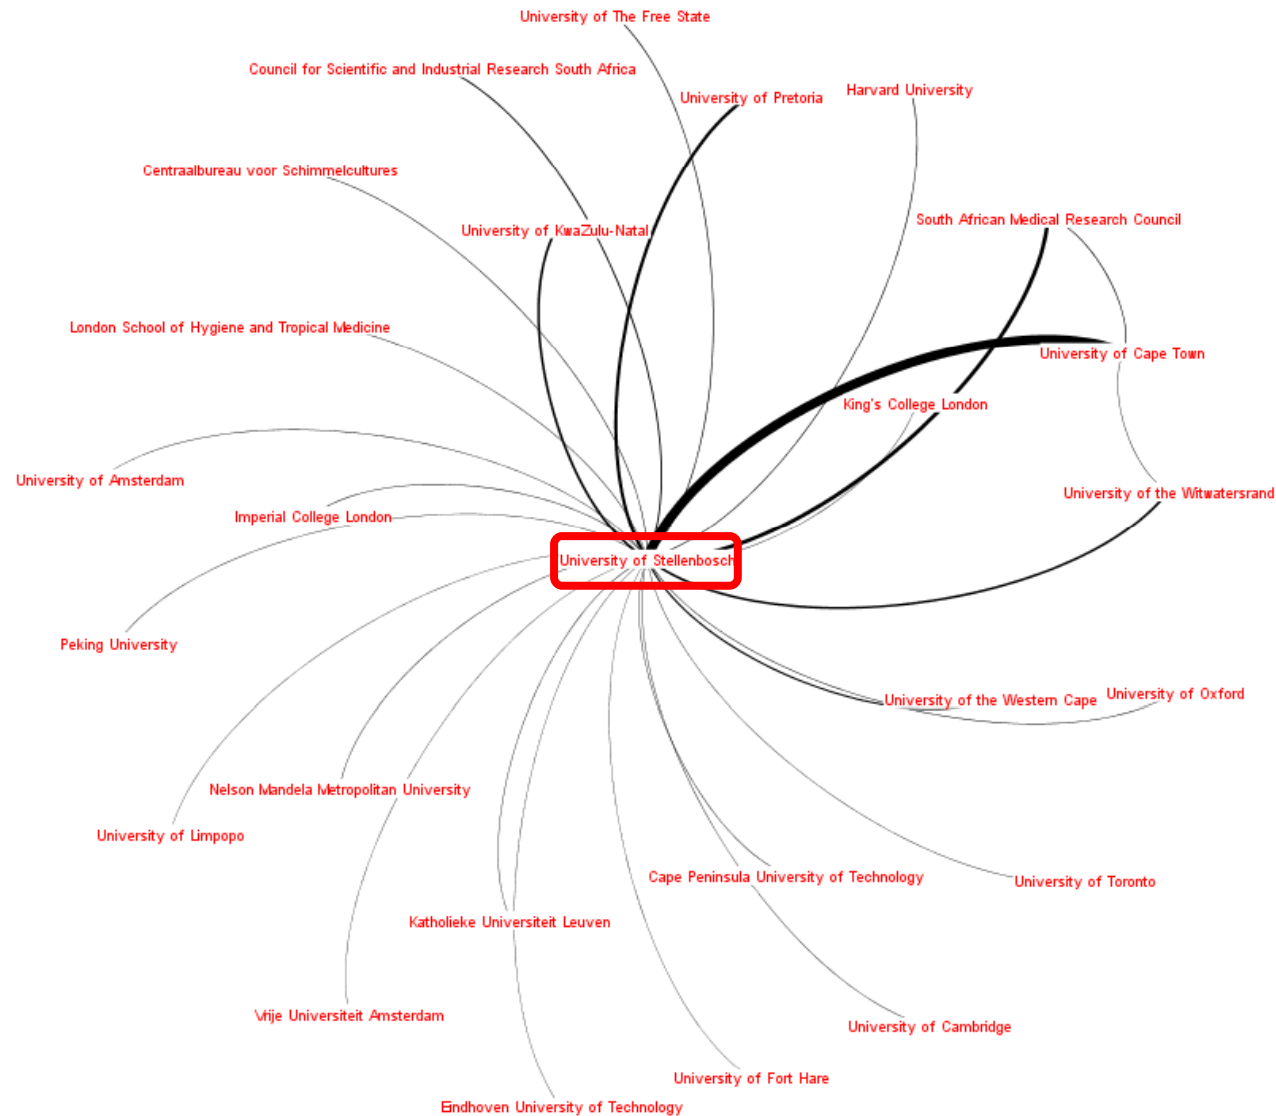 University of The Free State
Council for Scientific and Industrial Research South Africa
University of Pretoria
Harvard University
Centraalbureau voor Schimmelcultures
South African Medical Research Council
University of KwaZulu-Natal
London School of Hygiene and Tropical Medicine
University of Cape Town
King's College London
University of Amsterdam
University of the Witwatersrand
Imperial College London
University of Stellenbosch
Peking University
University of the Western Cape
University of Oxford
Nelson Mandela Metropolitan University
University of Limpopo
Cape Peninsula University of Technology
University of Toronto
Katholieke Universiteit Leuven
Vrije Universiteit Amsterdam
University of Cambridge
University of Fort Hare
Eindhoven University of Technology